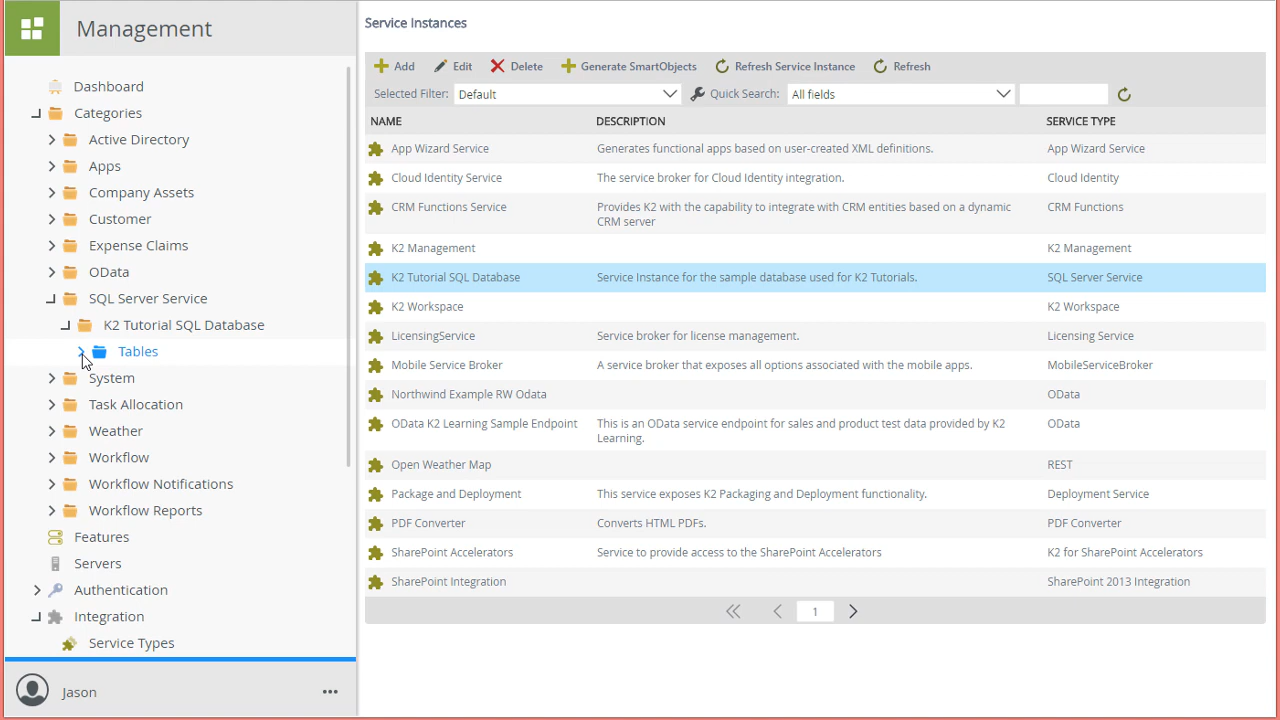 Management
Dashboard
Categories
Active Directory
Apps
Company Assets
Customer
Expense Claims
OData
SQL Server Service
K2 Tutorial SQL Database
Tables
System
Task Allocation
Weather
Workflow
Workflow Notifications
Workflow Reports
Features
Servers
Authentication
Integration
Service Types
Jason
Service Instances
Add Edit Delete Generate SmartObjects Refresh Service Instance Refresh
Selected Filter: Default Quick Search: All fields
NAME DESCRIPTION SERVICE TYPE
App Wizard Service Generates functional apps based on user-created XML definitions. App Wizard Service
Cloud Identity Service The service broker for Cloud Identity integration. Cloud Identity
CRM Functions Service Provides K2 with the capability to integrate with CRM entities based on a dynamic CRM Functions
CRM server
K2 Management K2 Management
K2 Tutorial SQL Database Service Instance for the sample database used for K2 Tutorials. SQL Server Service
K2 Workspace K2 Workspace
LicensingService Service broker for license management. Licensing Service
Mobile Service Broker A service broker that exposes all options associated with the mobile apps. MobileServiceBroker
Northwind Example RW Odata OData
OData K2 Learning Sample Endpoint This is an OData service endpoint for sales and product test data provided by K2 OData
Learning.
Open Weather Map REST
Package and Deployment This service exposes K2 Packaging and Deployment functionality. Deployment Service
PDF Converter Converts HTML PDFs. PDF Converter
SharePoint Accelerators Service to provide access to the SharePoint Accelerators K2 for SharePoint Accelerators
SharePoint Integration SharePoint 2013 Integration
1